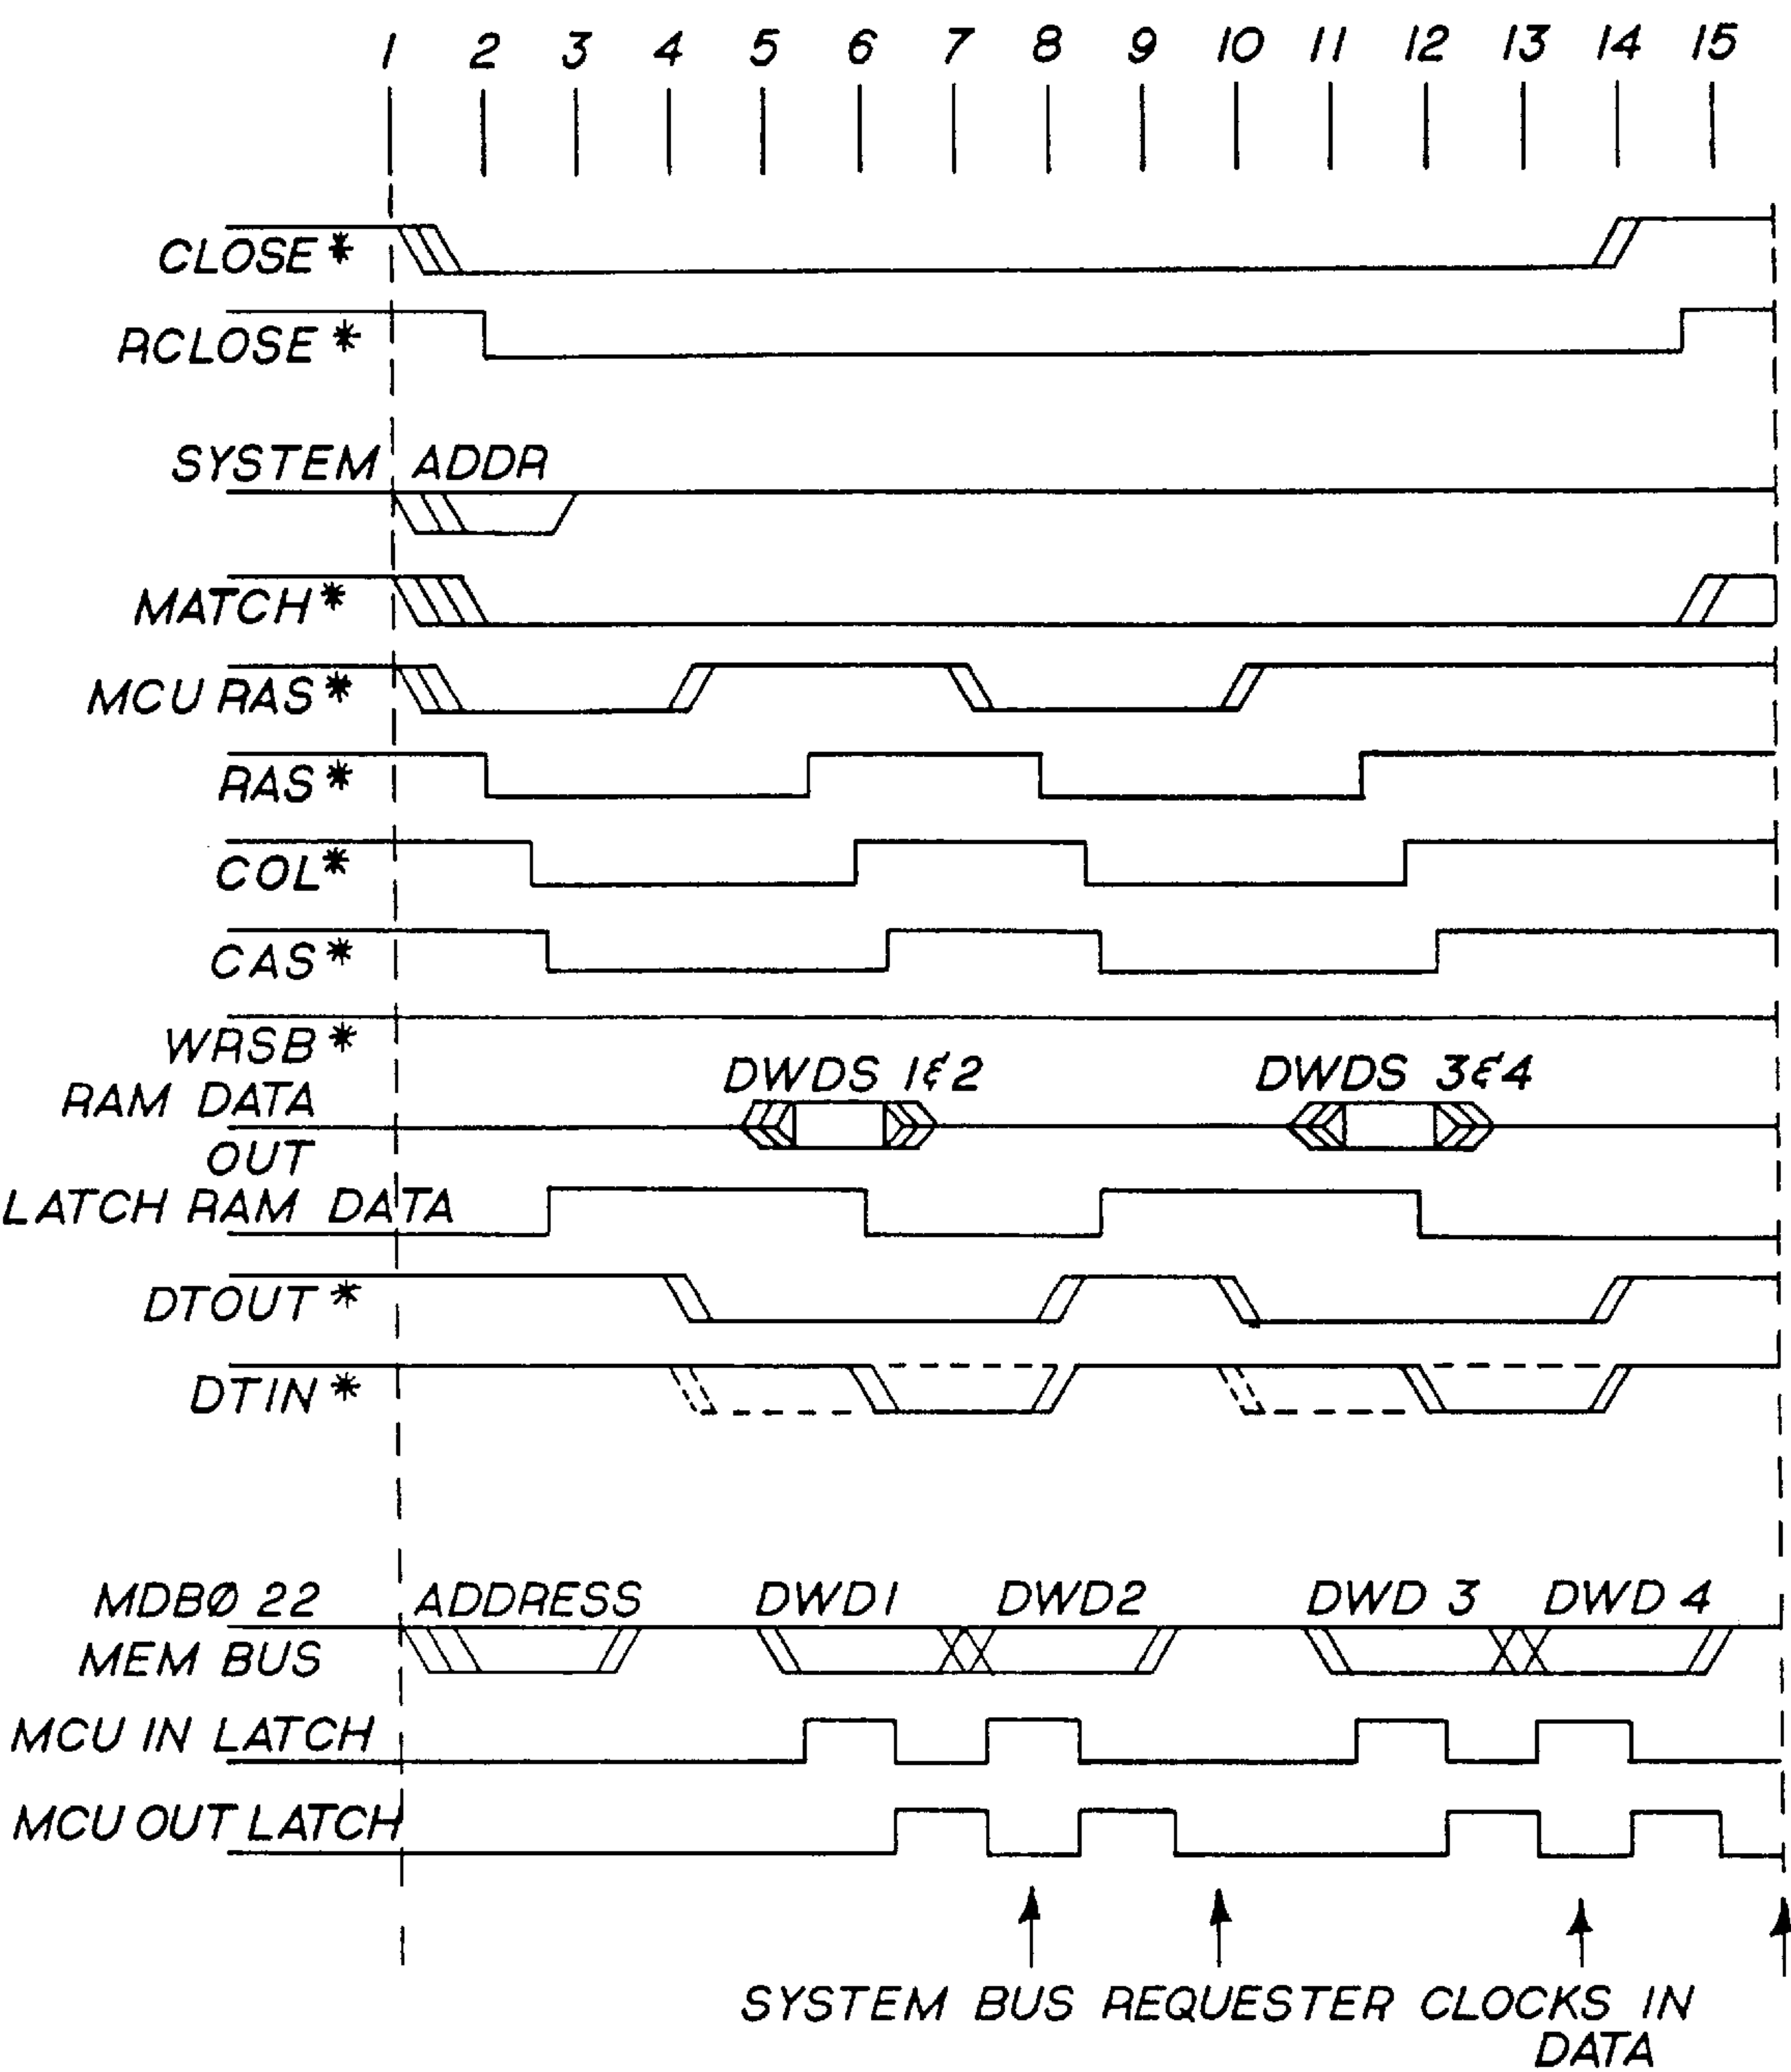 1 2 3 4 5 6 7 8 9 10 11 12 13 14 15
CLOSE*
RCLOSE*
SYSTEM ADDR
MATCH*
MCU RAS*
RAS*
COL*
CAS*
WRSB*
DWDS 1&2 DWDS 3&4
RAM DATA
OUT
LATCH RAM DATA
DTOUT*
DTIN*
MDBØ 22 ADDRESS DWD1 DWD2 DWD 3 DWD 4
MEM BUS
MCU IN LATCH
MCU OUT LATCH
SYSTEM BUS REQUESTER CLOCKS IN
DATA